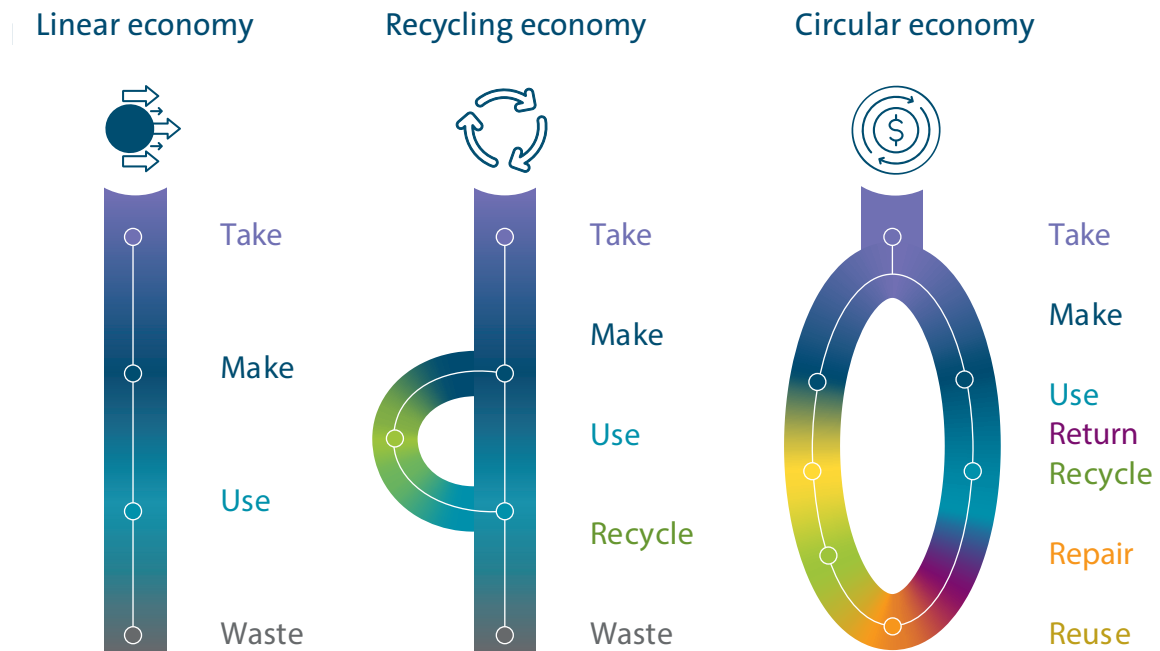 Linear economy
Take
Make
Use
Waste
Recycling economy
Take
Make
Use
Recycle
Waste
Circular economy
$
Take
Make
Use
Return
Recycle
Repair
Reuse